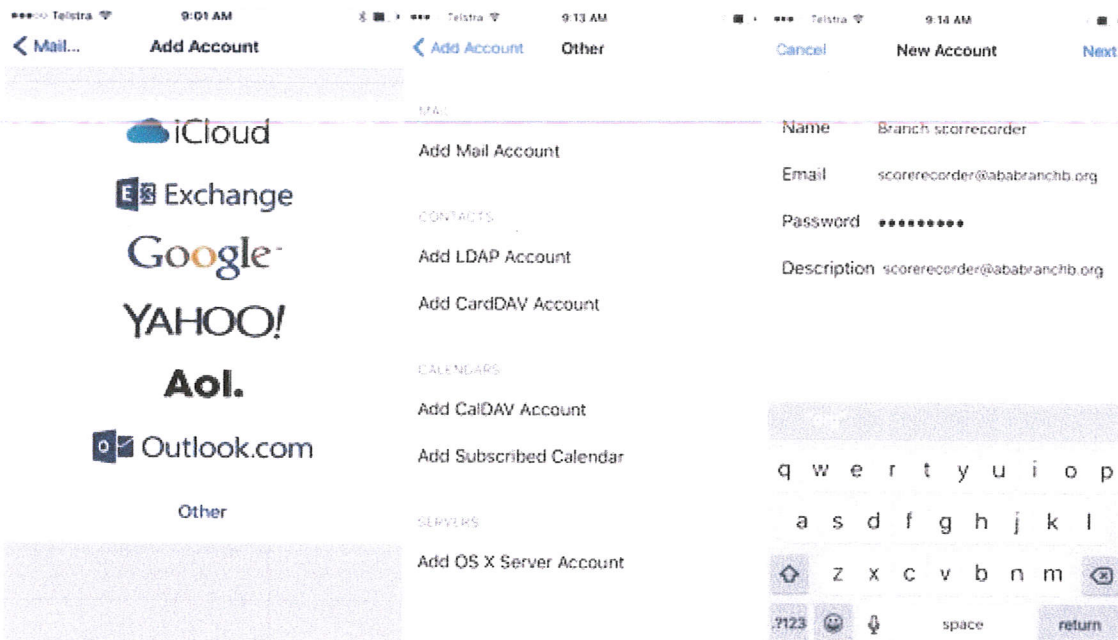 Telstra 9:01 AM
Mail...
Add Account
iCloud
Exchange
Google
YAHOO!
Aol.
Outlook.com
Other
Telstra 9:13 AM
Add Account
Other
MAIL
Add Mail Account
CONTACTS
Add LDAP Account
Add CardDAV Account
CALENDARS
Add CalDAV Account
Add Subscribed Calendar
SERVERS
Add OS X Server Account
Telstra 9:14 AM
Cancel
New Account
Next
Name Branch scorrecorder
Email scorerecorder@ababranchb.org
Password •••••••••
Description scorerecorder@ababranchb.org
q w e r t y u i o p
a s d f g h j k l
z x c v b n m
.?123 space return